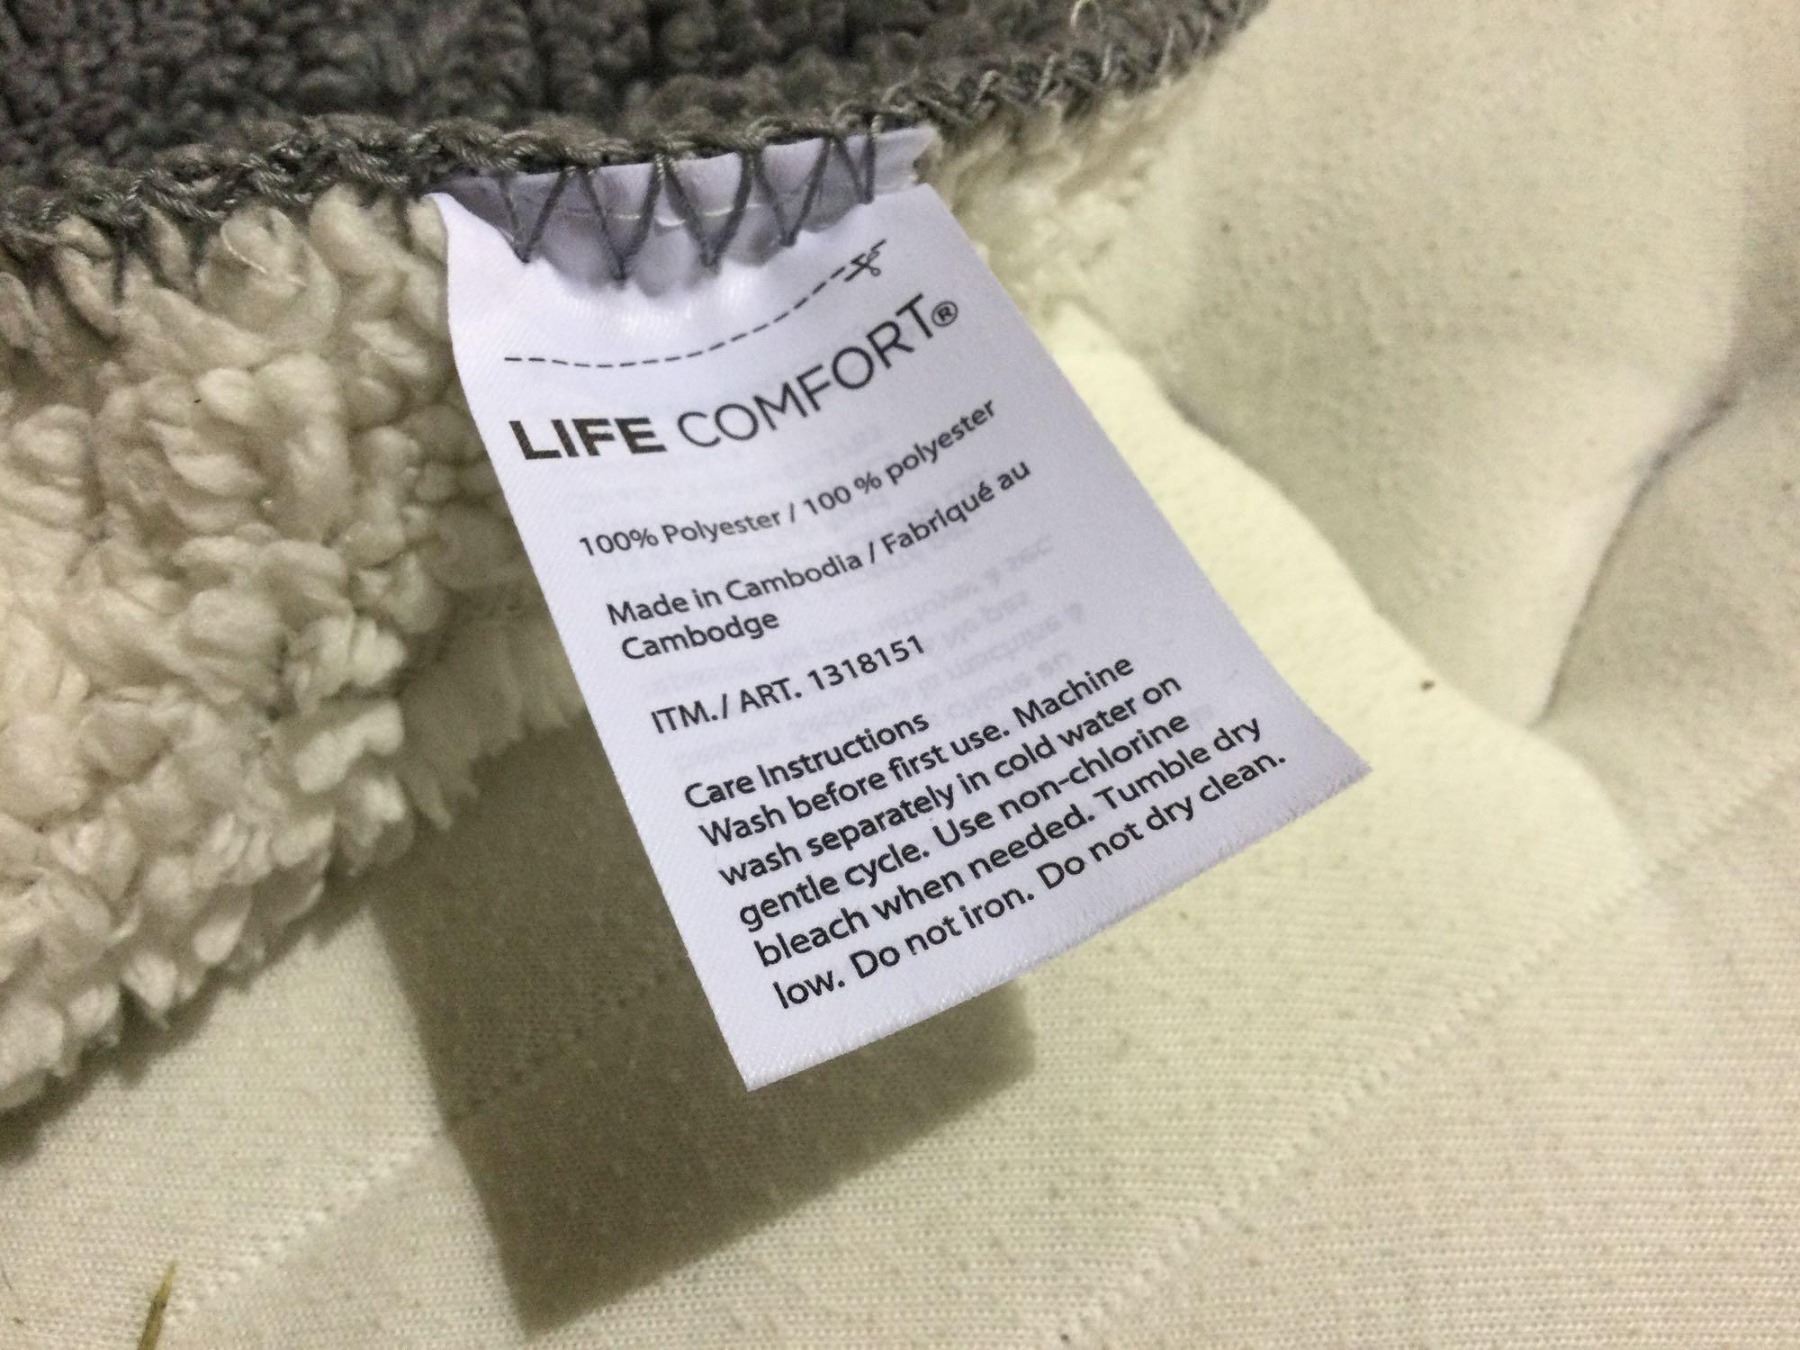 LIFE COMFORT®
100% Polyester / 100 % polyester
Made in Cambodia / Fabriqué au
Cambodge
ITM./ ART. 1318151
Care Instructions
Wash before first use. Machine
wash separately in cold water on
gentle cycle. Use non-chlorine
bleach when needed. Tumble dry
low. Do not iron. Do not dry clean.